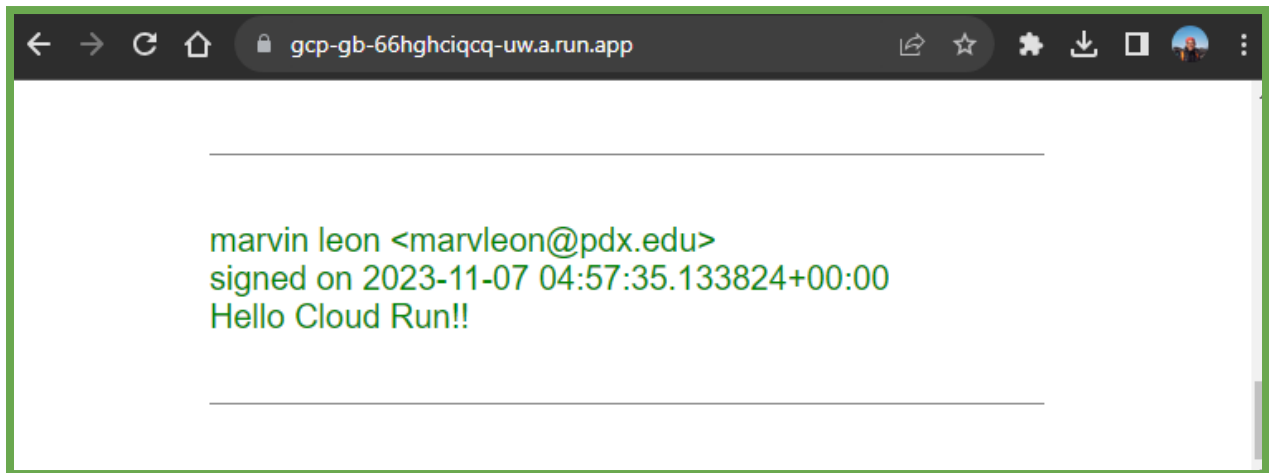 gcp-gb-66hghciqcq-uw.a.run.app
marvin leon <marvleon@pdx.edu>
signed on 2023-11-07 04:57:35.133824+00:00
Hello Cloud Run!!